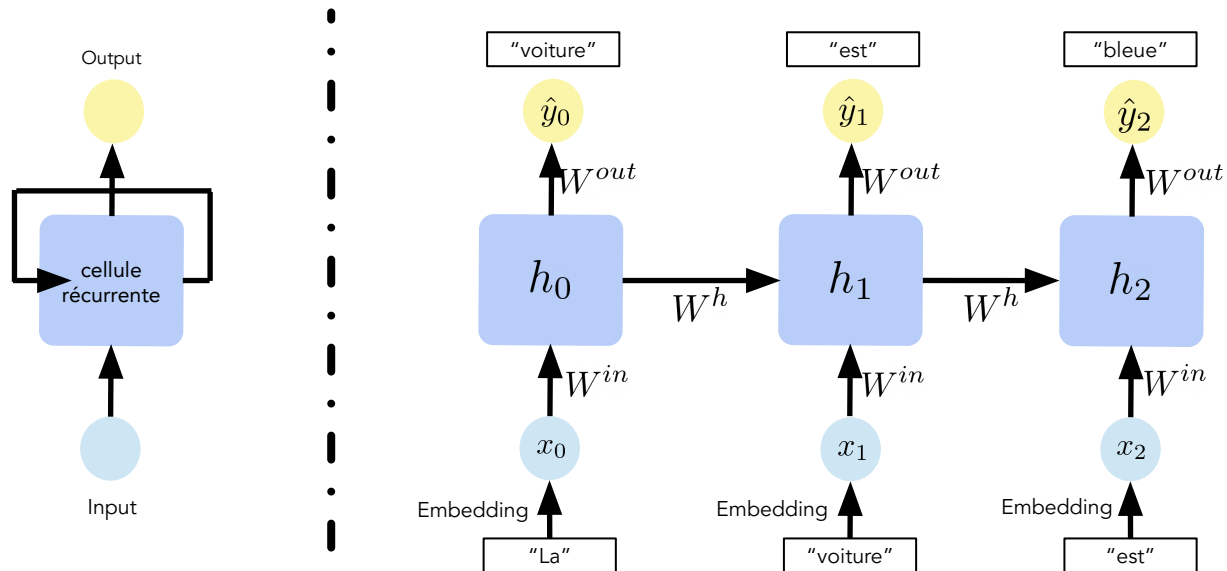 Output
cellule
récurrente
Input
“voiture” “est” “bleue”
ŷ₀ ŷ₁ ŷ₂
W^{out} W^{out} W^{out}
h₀ h₁ h₂
W^h W^h
W^{in} W^{in} W^{in}
x₀ x₁ x₂
Embedding Embedding Embedding
“La” “voiture” “est”